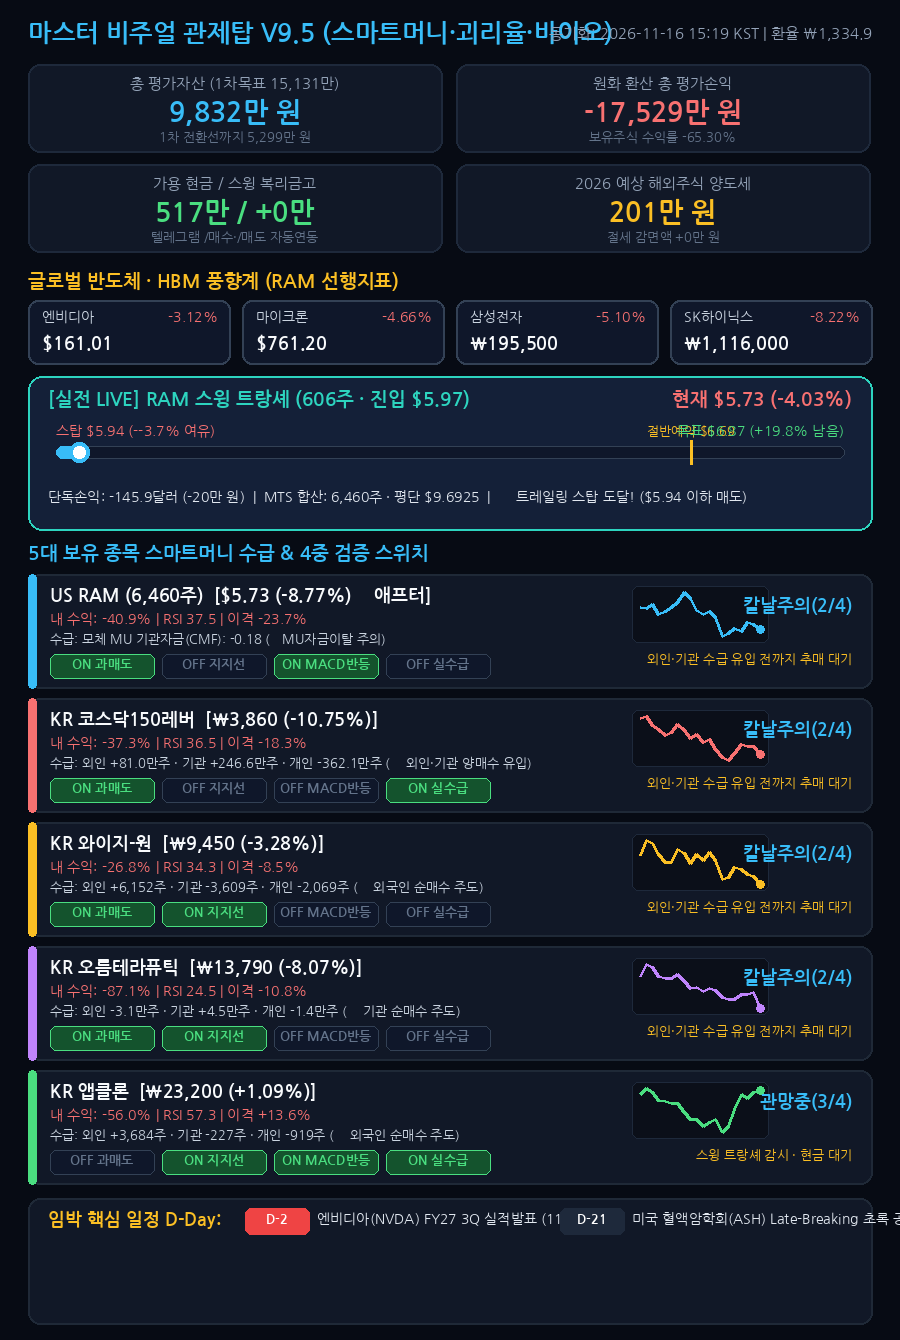 마스터 비주얼 관제탑 V9.5 (스마트머니·괴리율·바이오)
2026-11-16 15:19 KST | 환율 ₩1,334.9
총 평가자산 (1차목표 15,131만)
9,832만 원
1차 전환선까지 5,299만 원
원화 환산 총 평가손익
-17,529만 원
보유주식 수익률 -65.30%
가용 현금 / 스윙 복리금고
517만 / +0만
텔레그램 /매수·/매도 자동연동
2026 예상 해외주식 양도세
201만 원
절세 감면액 +0만 원
글로벌 반도체 · HBM 풍향계 (RAM 선행지표)
엔비디아 -3.12%
$161.01
마이크론 -4.66%
$761.20
삼성전자 -5.10%
₩195,500
SK하이닉스 -8.22%
₩1,116,000
[실전 LIVE] RAM 스윙 트랑셰 (606주 · 진입 $5.97)
현재 $5.73 (-4.03%)
스탑 $5.94 (--3.7% 여유)
(+19.8% 남음)
단독손익: -145.9달러 (-20만 원) | MTS 합산: 6,460주 · 평단 $9.6925 | 트레일링 스탑 도달! ($5.94 이하 매도)
5대 보유 종목 스마트머니 수급 & 4중 검증 스위치
US RAM (6,460주) [$5.73 (-8.77%) 애프터]
내 수익: -40.9% | RSI 37.5 | 이격 -23.7%
수급: 모체 MU 기관자금(CMF): -0.18 ( MU자금이탈 주의)
ON 과매도 OFF 지지선 ON MACD반등 OFF 실수급
칼날주의(2/4)
외인·기관 수급 유입 전까지 추매 대기
KR 코스닥150레버 [₩3,860 (-10.75%)]
내 수익: -37.3% | RSI 36.5 | 이격 -18.3%
수급: 외인 +81.0만주 · 기관 +246.6만주 · 개인 -362.1만주 ( 외인·기관 양매수 유입)
ON 과매도 OFF 지지선 OFF MACD반등 ON 실수급
칼날주의(2/4)
외인·기관 수급 유입 전까지 추매 대기
KR 와이지-원 [₩9,450 (-3.28%)]
내 수익: -26.8% | RSI 34.3 | 이격 -8.5%
수급: 외인 +6,152주 · 기관 -3,609주 · 개인 -2,069주 ( 외국인 순매수 주도)
ON 과매도 ON 지지선 OFF MACD반등 OFF 실수급
칼날주의(2/4)
외인·기관 수급 유입 전까지 추매 대기
KR 오름테라퓨틱 [₩13,790 (-8.07%)]
내 수익: -87.1% | RSI 24.5 | 이격 -10.8%
수급: 외인 -3.1만주 · 기관 +4.5만주 · 개인 -1.4만주 ( 기관 순매수 주도)
ON 과매도 ON 지지선 OFF MACD반등 OFF 실수급
칼날주의(2/4)
외인·기관 수급 유입 전까지 추매 대기
KR 앱클론 [₩23,200 (+1.09%)]
내 수익: -56.0% | RSI 57.3 | 이격 +13.6%
수급: 외인 +3,684주 · 기관 -227주 · 개인 -919주 ( 외국인 순매수 주도)
OFF 과매도 ON 지지선 ON MACD반등 ON 실수급
관망중(3/4)
스윙 트랑셰 감시 · 현금 대기
임박 핵심 일정 D-Day:
D-2 엔비디아(NVDA) FY27 3Q 실적발표 (11
D-21 미국 혈액암학회(ASH) Late-Breaking 초록